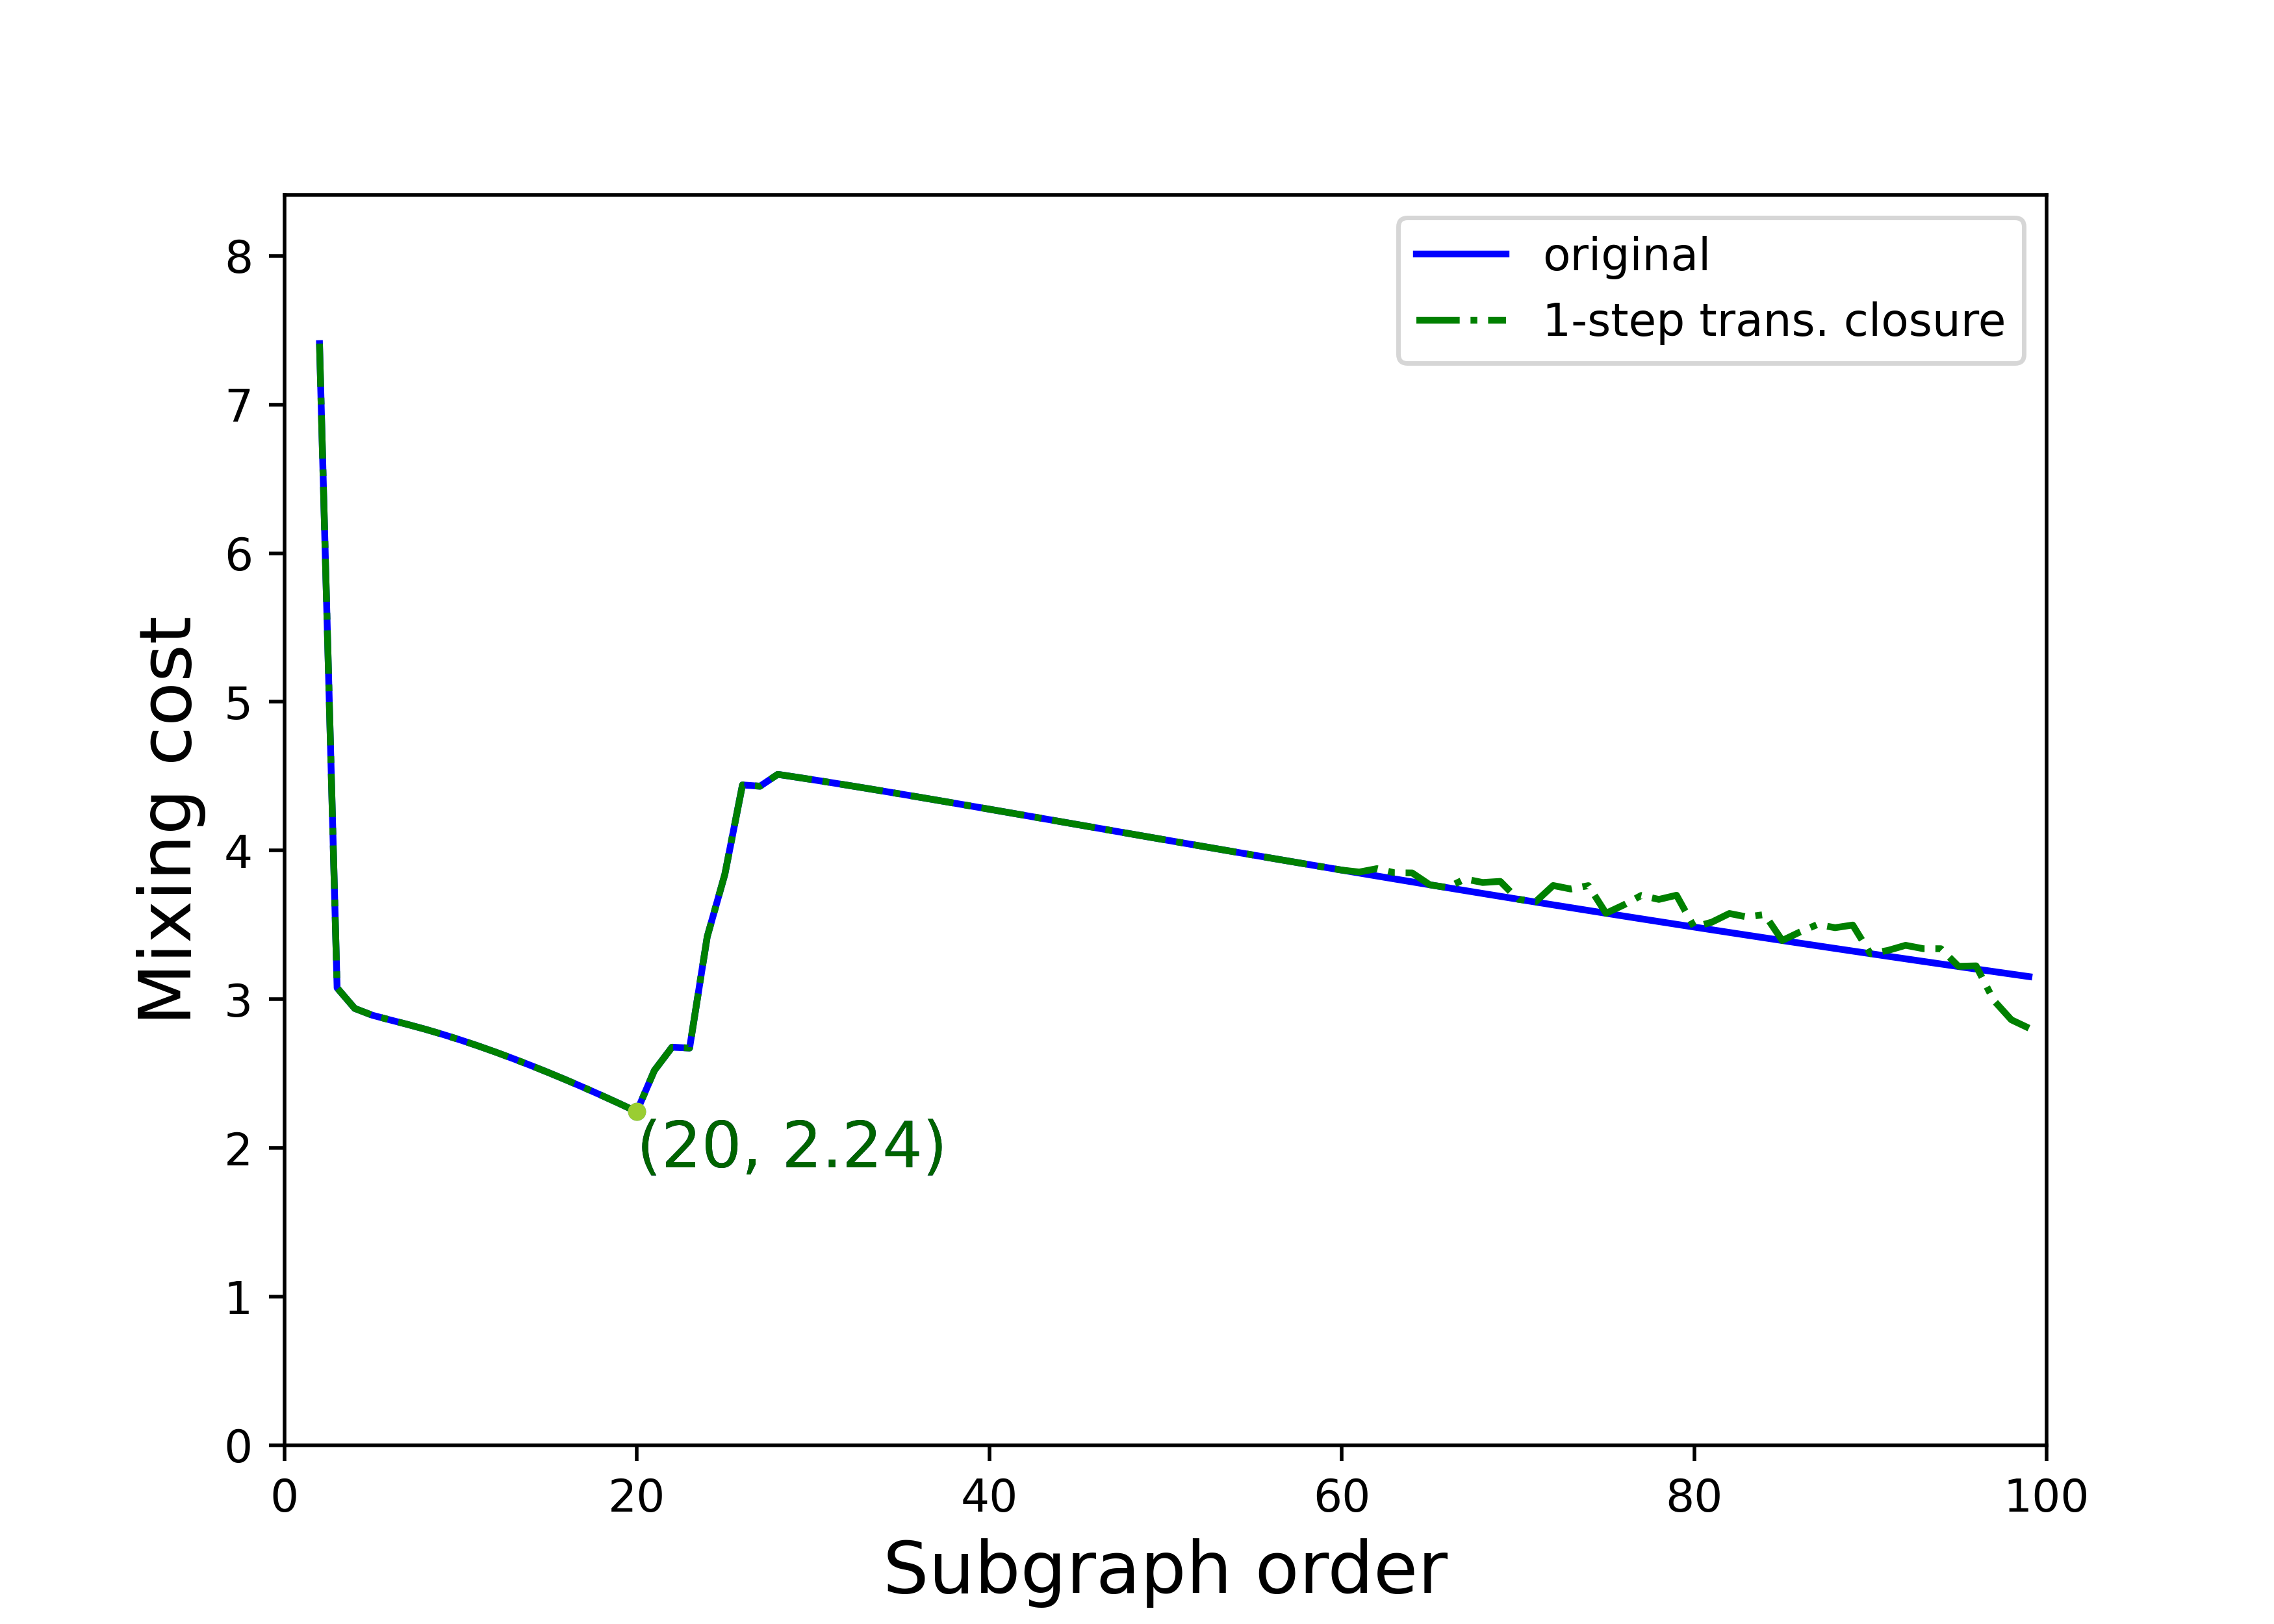 original
1-step trans. closure
8
7
6
5
4
3
2
1
0
Mixing cost
(20, 2.24)
0 20 40 60 80 100
Subgraph order